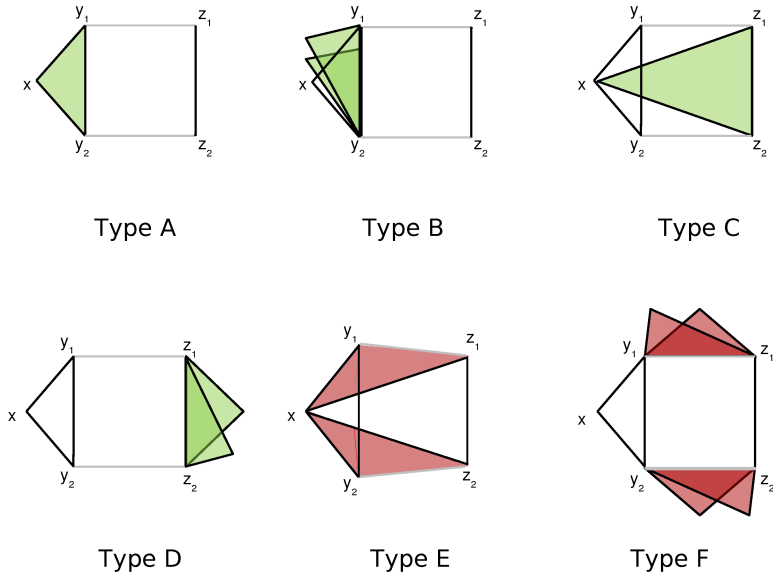 y₁ z₁ y₁ z₁ y₁ z₁
x x x
y₂ z₂ y₂ z₂ y₂ z₂
Type A Type B Type C
y₁ z₁ y₁ z₁ y₁ z₁
x x x
y₂ z₂ y₂ z₂ y₂ z₂
Type D Type E Type F